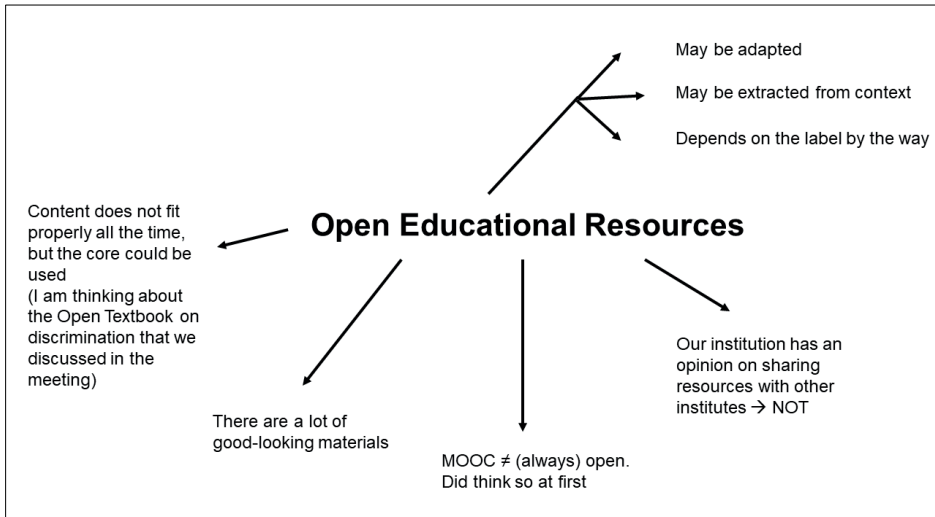 May be adapted
May be extracted from context
Depends on the label by the way
Open Educational Resources
Content does not fit
properly all the time,
but the core could be
used
(I am thinking about
the Open Textbook on
discrimination that we
discussed in the
meeting)
Our institution has an
opinion on sharing
resources with other
institutes → NOT
There are a lot of
good-looking materials
MOOC ≠ (always) open.
Did think so at first